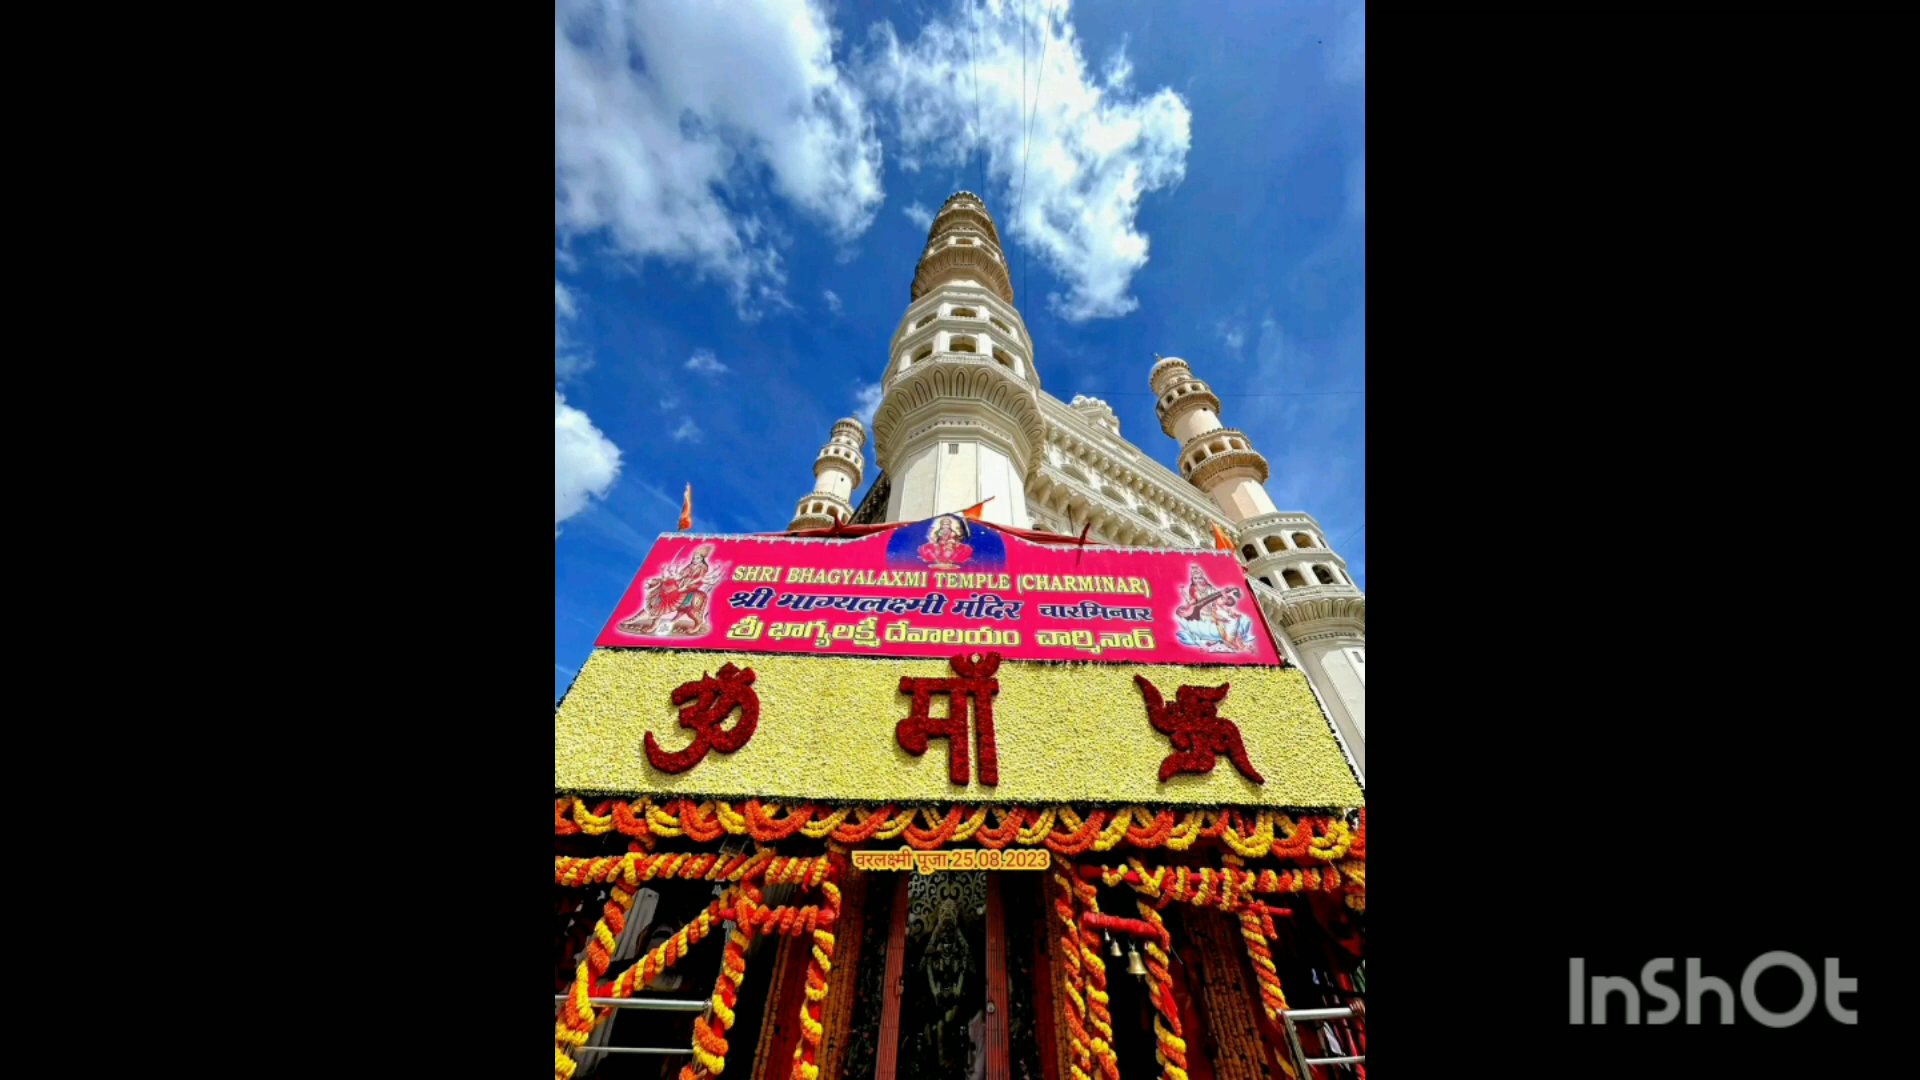 SHRI BHAGYALAXMI TEMPLE (CHARMINAR)
श्री भाग्यलक्ष्मी मंदिर चारमिनार
శ్రీ భాగ్యలక్ష్మీ దేవాలయం చార్మినార్
ॐ माँ 卐
वरलक्ष्मी पूजा 25.08.2023
InShOt